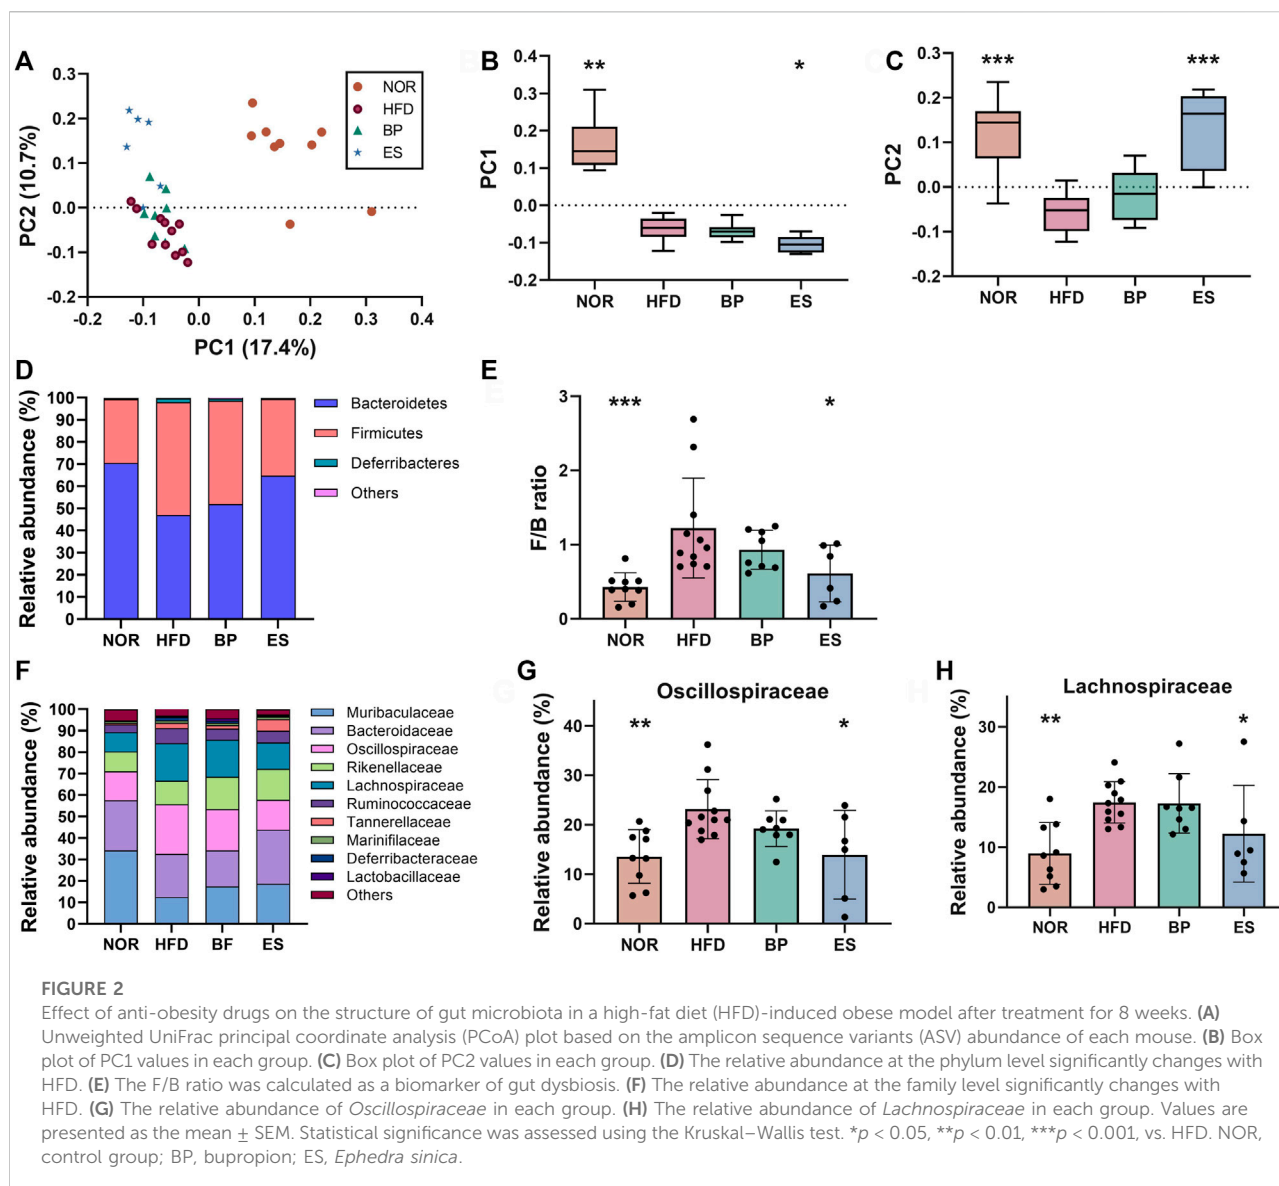 A
PC2 (10.7%)
0.3
0.2
0.1
0.0
-0.1
-0.2
-0.2
-0.1
0.0
0.1
0.2
0.3
0.4
PC1 (17.4%)
NOR
HFD
BP
ES
B
PC1
0.4
0.3
0.2
0.1
0.0
-0.1
-0.2
**
*
NOR
HFD
BP
ES
C
PC2
0.3
0.2
0.1
0.0
-0.1
-0.2
***
***
NOR
HFD
BP
ES
D
Relative abundance (%)
100
90
80
70
60
50
40
30
20
10
0
NOR
HFD
BP
ES
Bacteroidetes
Firmicutes
Deferribacteres
Others
E
F/B ratio
3
2
1
0
***
*
NOR
HFD
BP
ES
F
Relative abundance (%)
100
90
80
70
60
50
40
30
20
10
0
NOR
HFD
BF
ES
Muribaculaceae
Bacteroidaceae
Oscillospiraceae
Rikenellaceae
Lachnospiraceae
Ruminococcaceae
Tannerellaceae
Marinifilaceae
Deferribacteraceae
Lactobacillaceae
Others
G
Oscillospiraceae
Relative abundance (%)
40
30
20
10
0
**
*
NOR
HFD
BP
ES
H
Lachnospiraceae
Relative abundance (%)
30
20
10
0
**
*
NOR
HFD
BP
ES
FIGURE 2
Effect of anti-obesity drugs on the structure of gut microbiota in a high-fat diet (HFD)-induced obese model after treatment for 8 weeks. (A)
Unweighted UniFrac principal coordinate analysis (PCoA) plot based on the amplicon sequence variants (ASV) abundance of each mouse. (B) Box
plot of PC1 values in each group. (C) Box plot of PC2 values in each group. (D) The relative abundance at the phylum level significantly changes with
HFD. (E) The F/B ratio was calculated as a biomarker of gut dysbiosis. (F) The relative abundance at the family level significantly changes with
HFD. (G) The relative abundance of Oscillospiraceae in each group. (H) The relative abundance of Lachnospiraceae in each group. Values are
presented as the mean ± SEM. Statistical significance was assessed using the Kruskal–Wallis test. *p < 0.05, **p < 0.01, ***p < 0.001, vs. HFD. NOR,
control group; BP, bupropion; ES, Ephedra sinica.